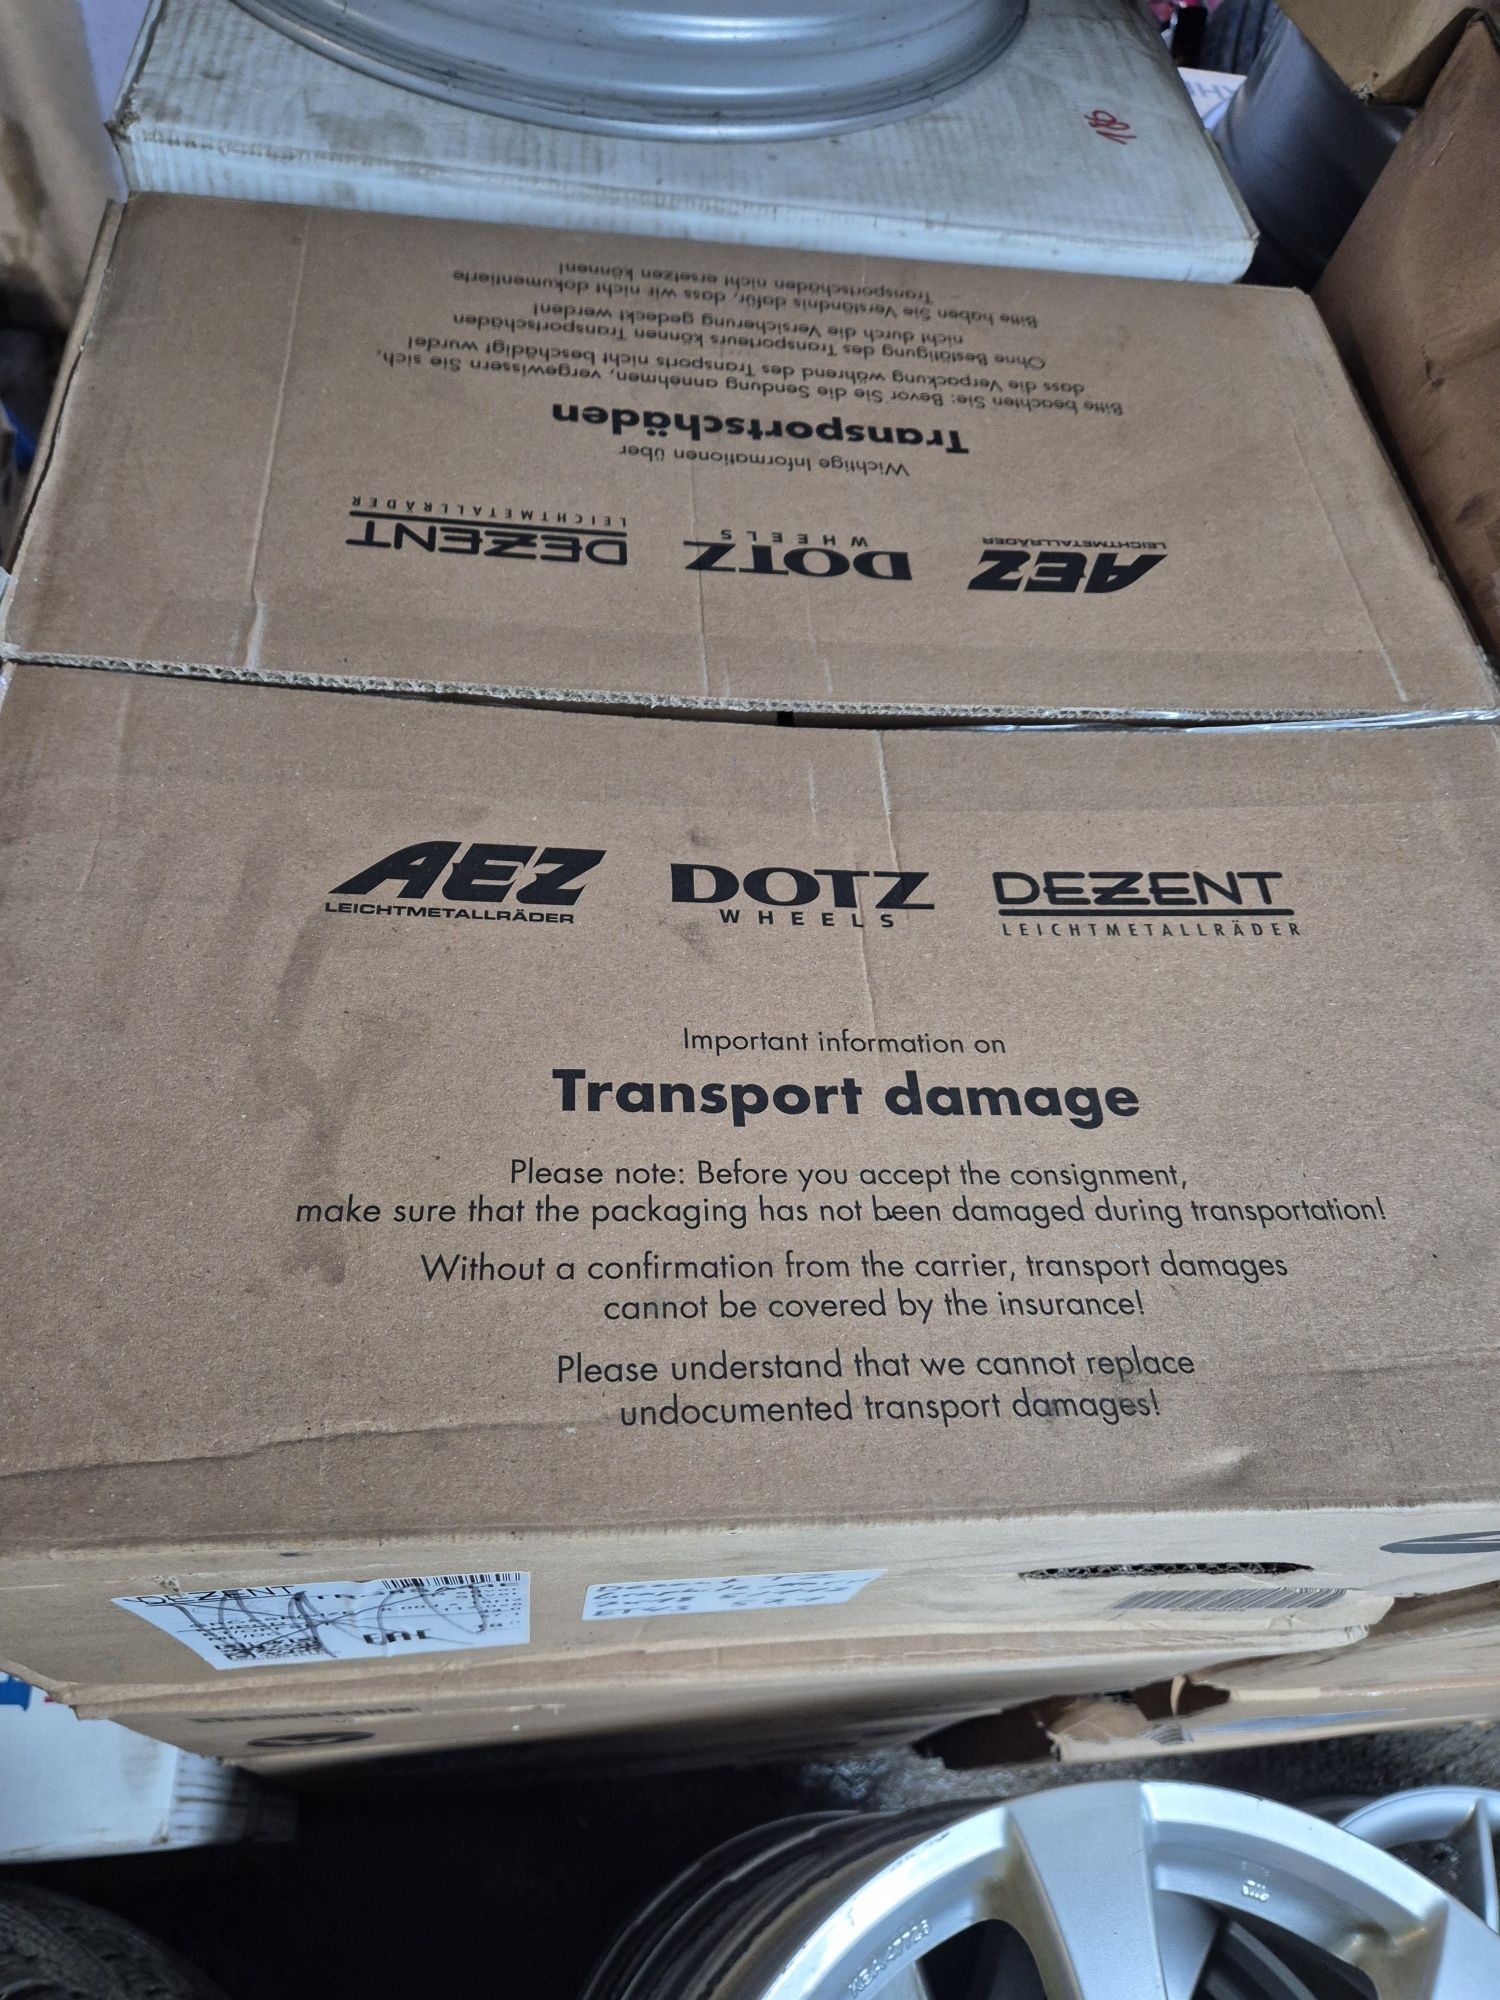 186
Bitte haben Sie Verständnis dafür, dass wir nicht dokumentierte
Transportschäden nicht ersetzen können!
Ohne Bestätigung des Transporteurs können Transportschäden
nicht durch die Versicherung gedeckt werden!
Bitte beachten Sie: Bevor Sie die Sendung annehmen, vergewissern Sie sich,
dass die Verpackung während des Transports nicht beschädigt wurde!
Wichtige Informationen über
Transportschäden
AEZ DOTZ DEZENT
LEICHTMETALLRÄDER WHEELS LEICHTMETALLRÄDER
AEZ DOTZ DEZENT
LEICHTMETALLRÄDER WHEELS LEICHTMETALLRÄDER
Important information on
Transport damage
Please note: Before you accept the consignment,
make sure that the packaging has not been damaged during transportation!
Without a confirmation from the carrier, transport damages
cannot be covered by the insurance!
Please understand that we cannot replace
undocumented transport damages!
DEZENT
EAC
KBA 47726